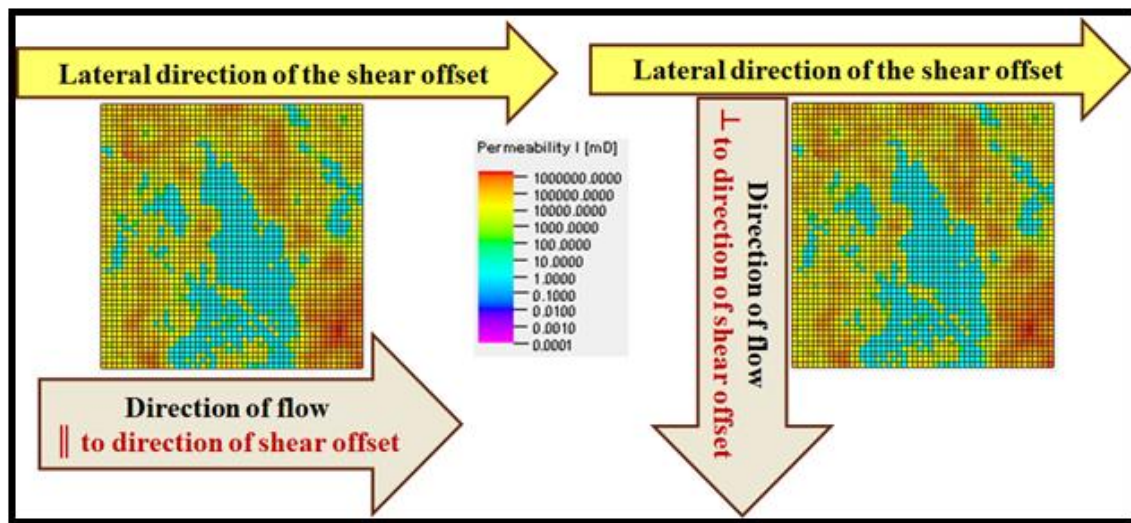 Lateral direction of the shear offset
Lateral direction of the shear offset
Permeability I [mD]
1000000.0000
100000.0000
10000.0000
1000.0000
100.0000
10.0000
1.0000
0.1000
0.0100
0.0010
0.0001
Direction of flow
∥ to direction of shear offset
Direction of flow
⊥ to direction of shear offset